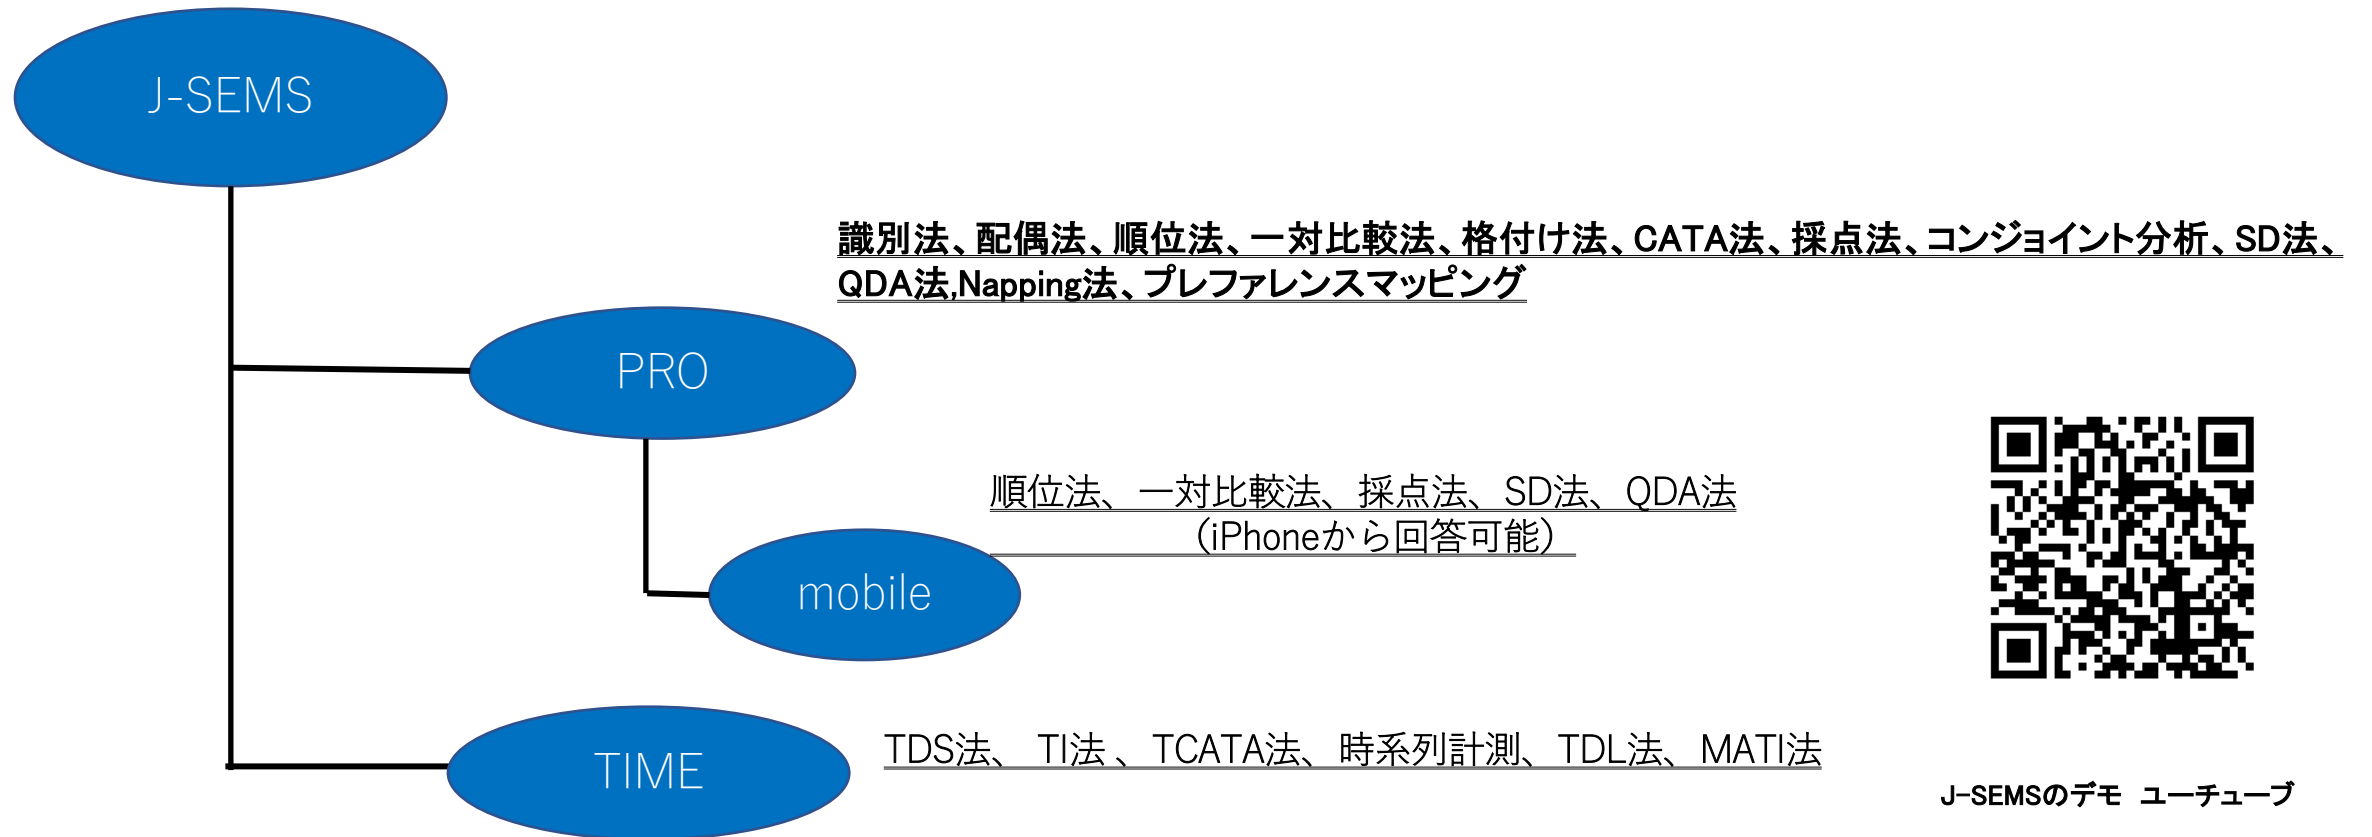 J-SEMS
識別法、配偶法、順位法、一対比較法、格付け法、CATA法、採点法、コンジョイント分析、SD法、
QDA法,Napping法、プレファレンスマッピング
PRO
順位法、一対比較法、採点法、SD法、QDA法
（iPhoneから回答可能）
mobile
TIME
TDS法、 TI法 、TCATA法、時系列計測、TDL法、MATI法
J-SEMSのデモ ユーチューブ